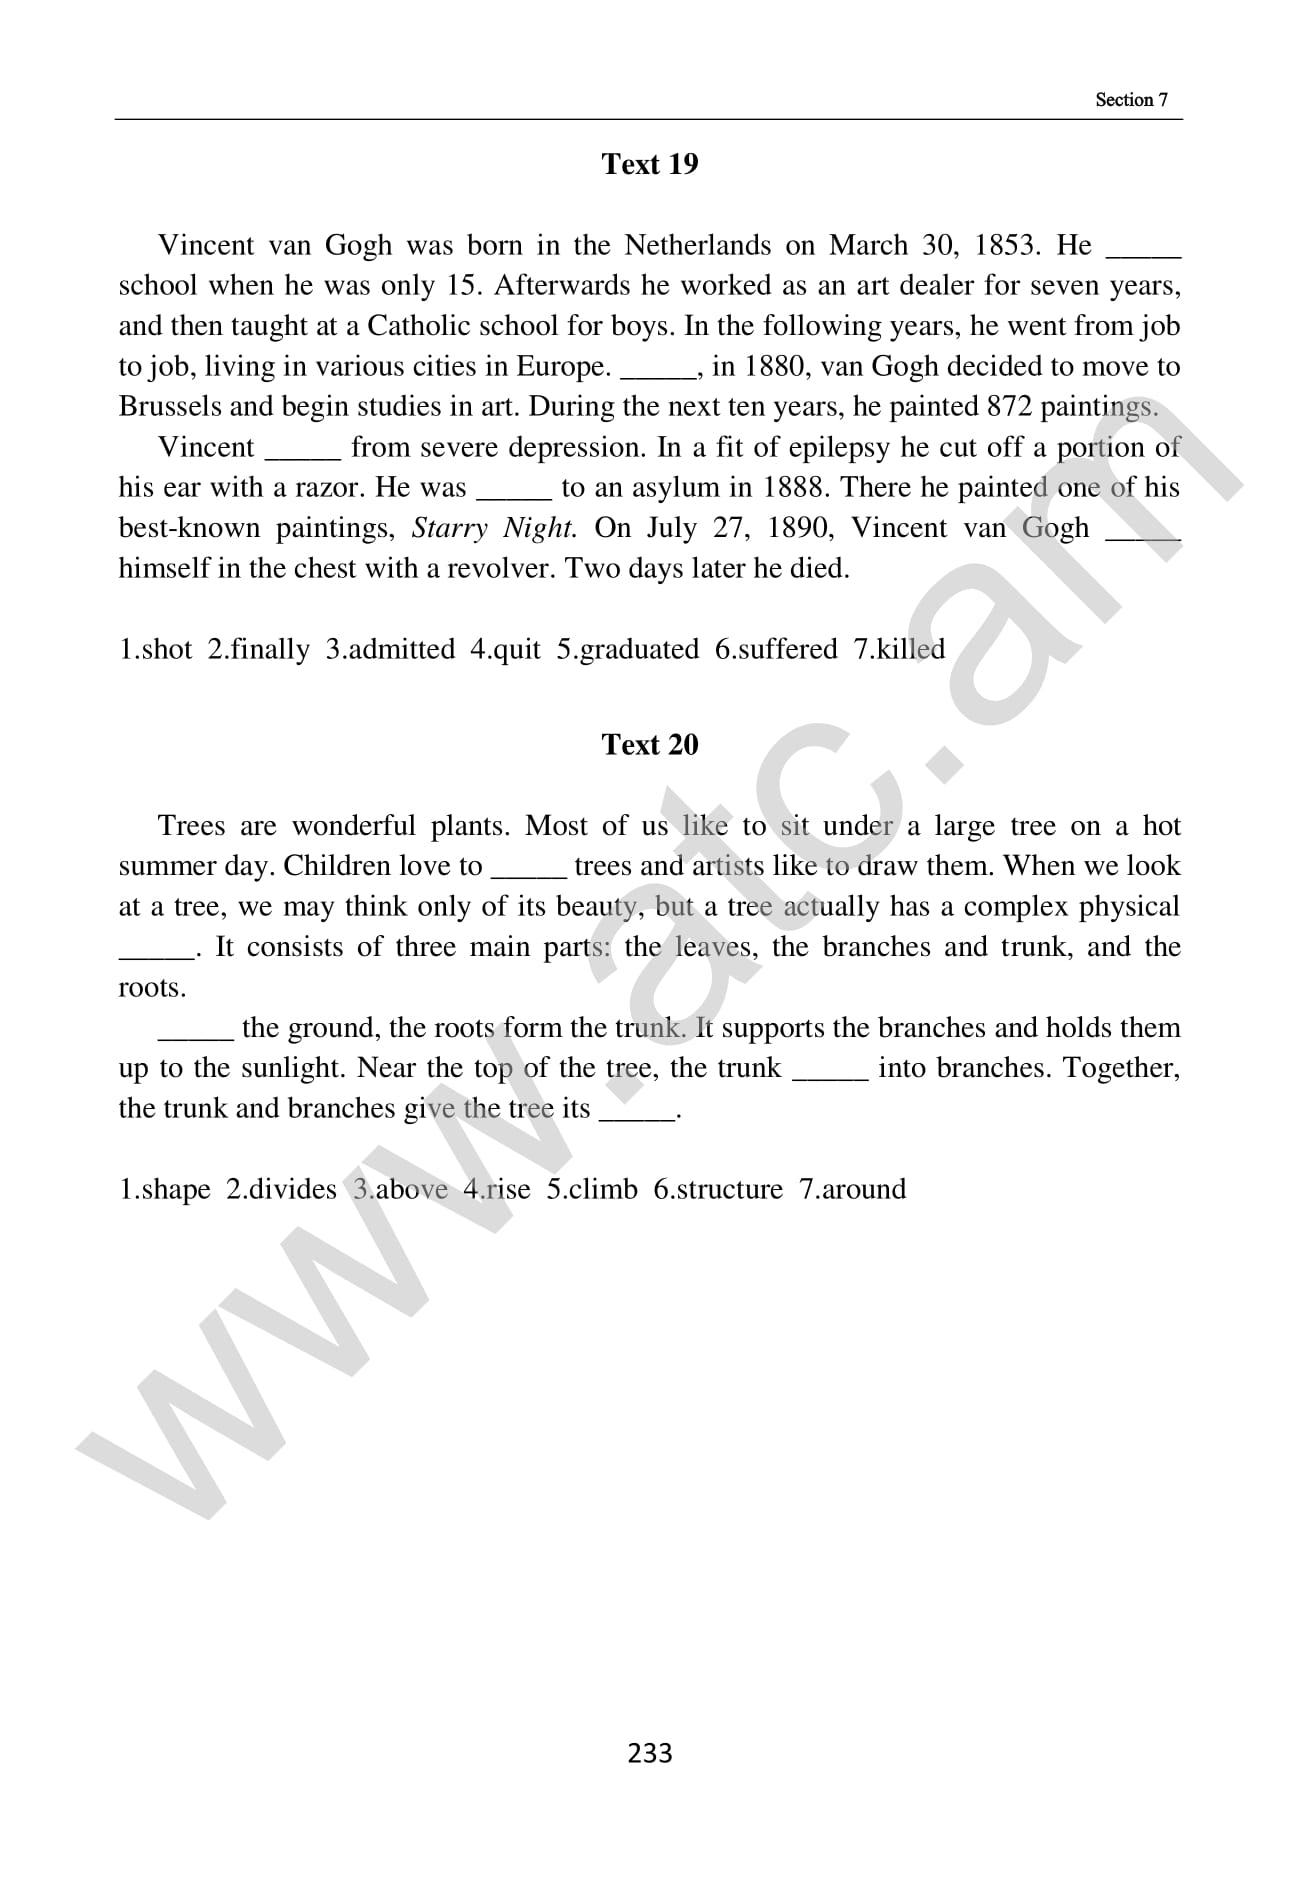 Section 7
Text 19
Vincent van Gogh was born in the Netherlands on March 30, 1853. He _____
school when he was only 15. Afterwards he worked as an art dealer for seven years,
and then taught at a Catholic school for boys. In the following years, he went from job
to job, living in various cities in Europe. _____, in 1880, van Gogh decided to move to
Brussels and begin studies in art. During the next ten years, he painted 872 paintings.
Vincent _____ from severe depression. In a fit of epilepsy he cut off a portion of
his ear with a razor. He was _____ to an asylum in 1888. There he painted one of his
best-known paintings, Starry Night. On July 27, 1890, Vincent van Gogh _____
himself in the chest with a revolver. Two days later he died.
1.shot 2.finally 3.admitted 4.quit 5.graduated 6.suffered 7.killed
Text 20
Trees are wonderful plants. Most of us like to sit under a large tree on a hot
summer day. Children love to _____ trees and artists like to draw them. When we look
at a tree, we may think only of its beauty, but a tree actually has a complex physical
_____. It consists of three main parts: the leaves, the branches and trunk, and the
roots.
_____ the ground, the roots form the trunk. It supports the branches and holds them
up to the sunlight. Near the top of the tree, the trunk _____ into branches. Together,
the trunk and branches give the tree its _____.
1.shape 2.divides 3.above 4.rise 5.climb 6.structure 7.around
www.atc.am
233